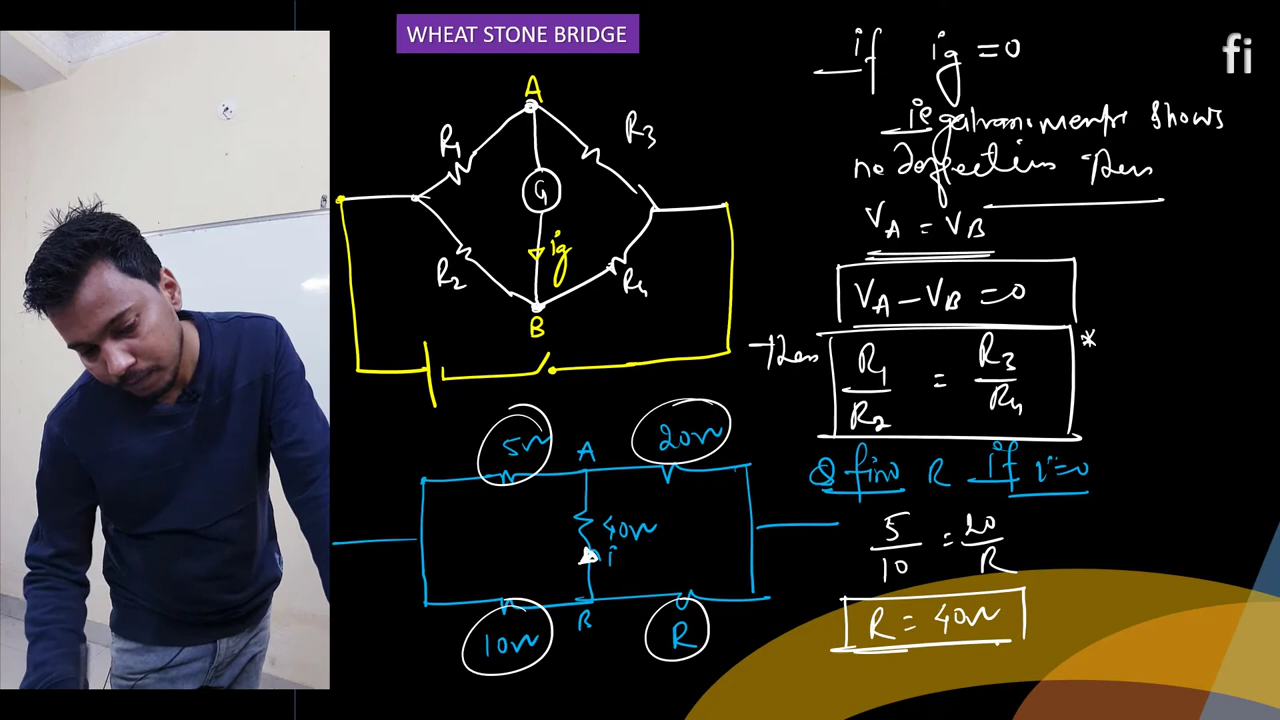 WHEAT STONE BRIDGE
fi
A
R1
R3
G
ig
R2
R4
B
if ig = 0
ie galvanometer shows
no deflection then
VA = VB
VA - VB = 0
then R1/R2 = R3/R4 *
5Ω
A
20Ω
40Ω
i
10Ω
B
R
Q find R if i = 0
5/10 = 20/R
R = 40Ω